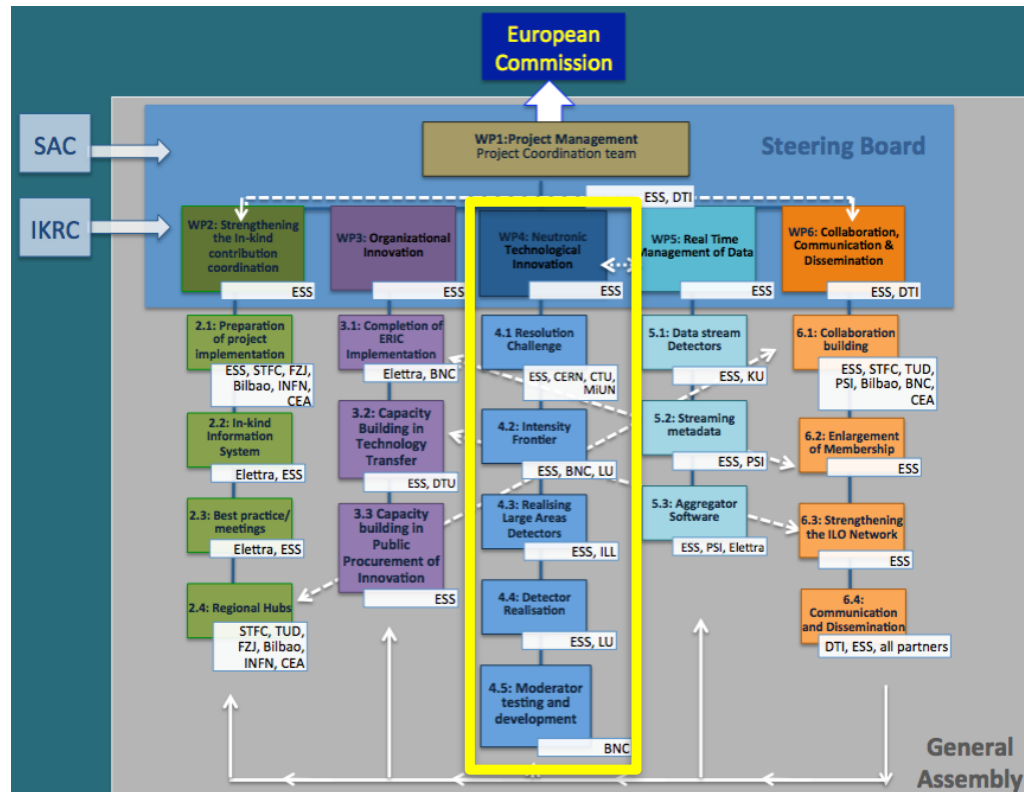 European
Commission
SAC
IKRC
WP1:Project Management
Project Coordination team
Steering Board
ESS, DTI
WP2: Strengthening
the In-kind
contribution
coordination
ESS
WP3: Organizational
Innovation
ESS
WP4: Neutronic
Technological
Innovation
ESS
WP5: Real Time
Management of Data
ESS
WP6: Collaboration,
Communication &
Dissemination
ESS, DTI
2.1: Preparation
of project
implementation
ESS, STFC, FZJ,
Bilbao, INFN,
CEA
2.2: In-kind
Information
System
Elettra, ESS
2.3: Best practice/
meetings
Elettra, ESS
2.4: Regional Hubs
STFC, TUD,
FZJ, Bilbao,
INFN, CEA
3.1: Completion of
ERIC
Implementation
Elettra, BNC
3.2: Capacity
Building in
Technology
Transfer
ESS, DTU
3.3 Capacity
building in
Public
Procurement of
Innovation
ESS
4.1 Resolution
Challenge
ESS, CERN, CTU,
MiUN
4.2: Intensity
Frontier
ESS, BNC, LU
4.3: Realising
Large Areas
Detectors
ESS, ILL
4.4: Detector
Realisation
ESS, LU
4.5: Moderator
testing and
development
BNC
5.1: Data stream
Detectors
ESS, KU
5.2: Streaming
metadata
ESS, PSI
5.3: Aggregator
Software
ESS, PSI, Elettra
6.1: Collaboration
building
ESS, STFC, TUD,
PSI, Bilbao, BNC,
CEA
6.2: Enlargement
of Membership
ESS
6.3: Strengthening
the ILO Network
ESS
6.4:
Communication
and Dissemination
DTI, ESS, all partners
General
Assembly